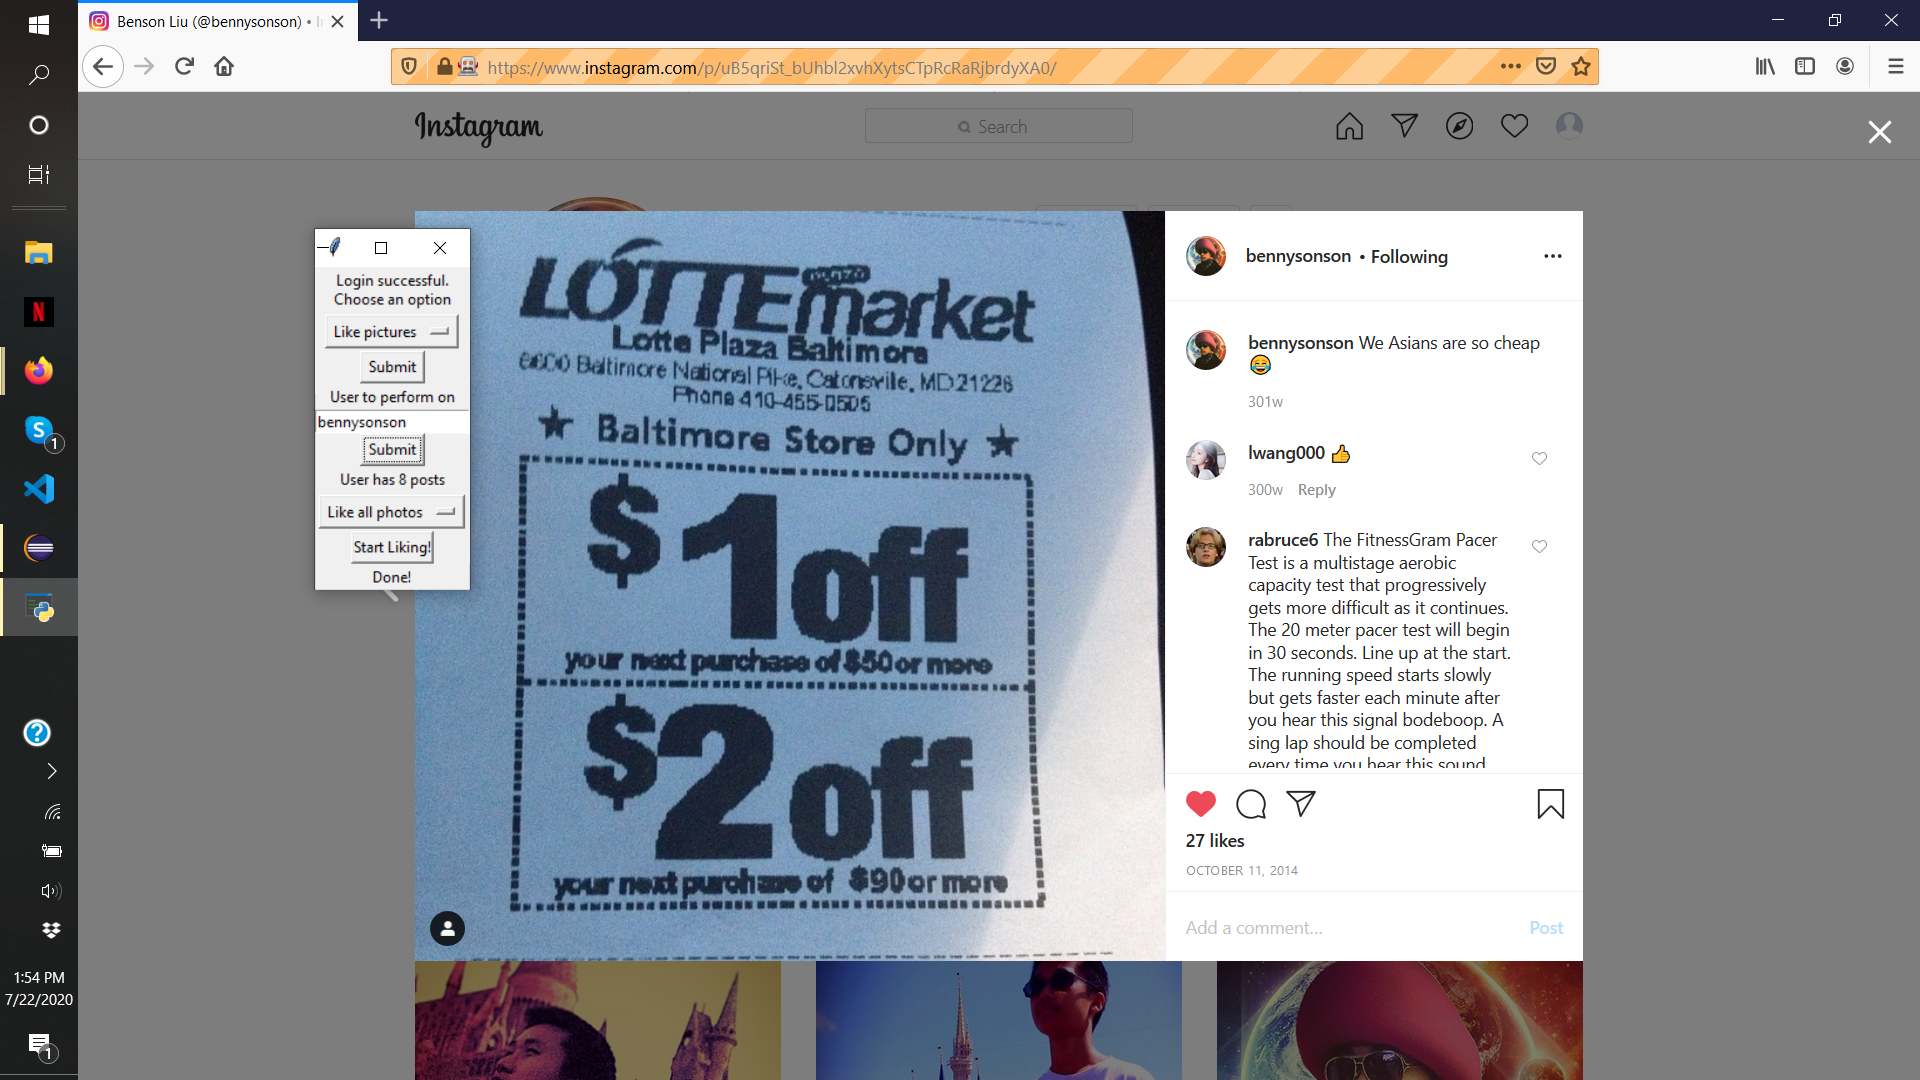 Benson Liu (@bennysonson) • I
https://www.instagram.com/p/uB5qriSt_bUhbl2xvhXytsCTpRcRaRjbrdyXA0/
Instagram
Search
Login successful.
Choose an option
Like pictures
Submit
User to perform on
bennysonson
Submit
User has 8 posts
Like all photos
Start Liking!
Done!
LOTTE market
Lotte Plaza Baltimore
6600 Baltimore National Pike, Catonsville, MD 21228
Phone 410-455-0505
★ Baltimore Store Only ★
$1off
your next purchase of $50 or more
$2off
your next purchase of $90 or more
bennysonson • Following
bennysonson We Asians are so cheap
😂
301w
lwang000 👍
300w Reply
rabruce6 The FitnessGram Pacer
Test is a multistage aerobic
capacity test that progressively
gets more difficult as it continues.
The 20 meter pacer test will begin
in 30 seconds. Line up at the start.
The running speed starts slowly
but gets faster each minute after
you hear this signal bodeboop. A
sing lap should be completed
every time you hear this sound
27 likes
OCTOBER 11, 2014
Add a comment...
Post
1
1:54 PM
7/22/2020
1